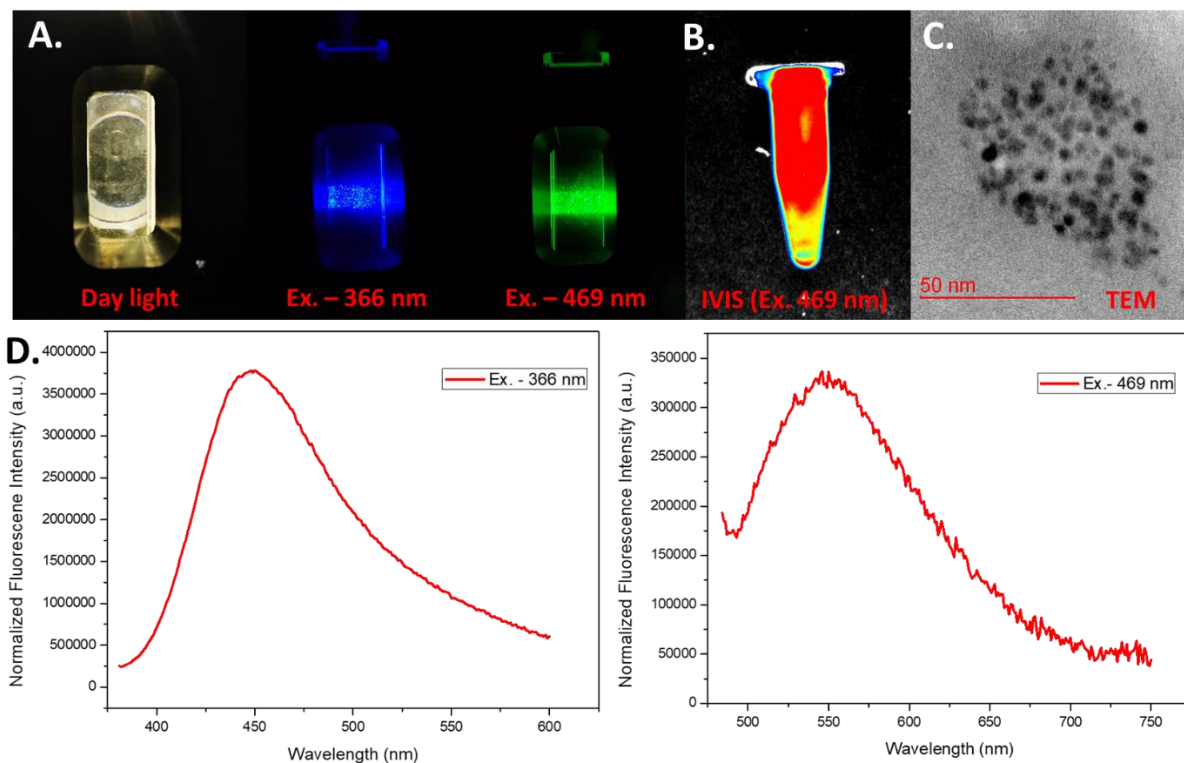 A.
Day light
Ex. – 366 nm
Ex. – 469 nm
B.
IVIS (Ex. 469 nm)
C.
50 nm
TEM
D.
Normalized Fluorescene Intensity (a.u.)
4000000
3500000
3000000
2500000
2000000
1500000
1000000
500000
0
Ex. - 366 nm
400
450
500
550
600
Wavelength (nm)
Normalized Fluorescence Intensity (a.u.)
350000
300000
250000
200000
150000
100000
50000
0
Ex.- 469 nm
500
550
600
650
700
750
Wavelength (nm)